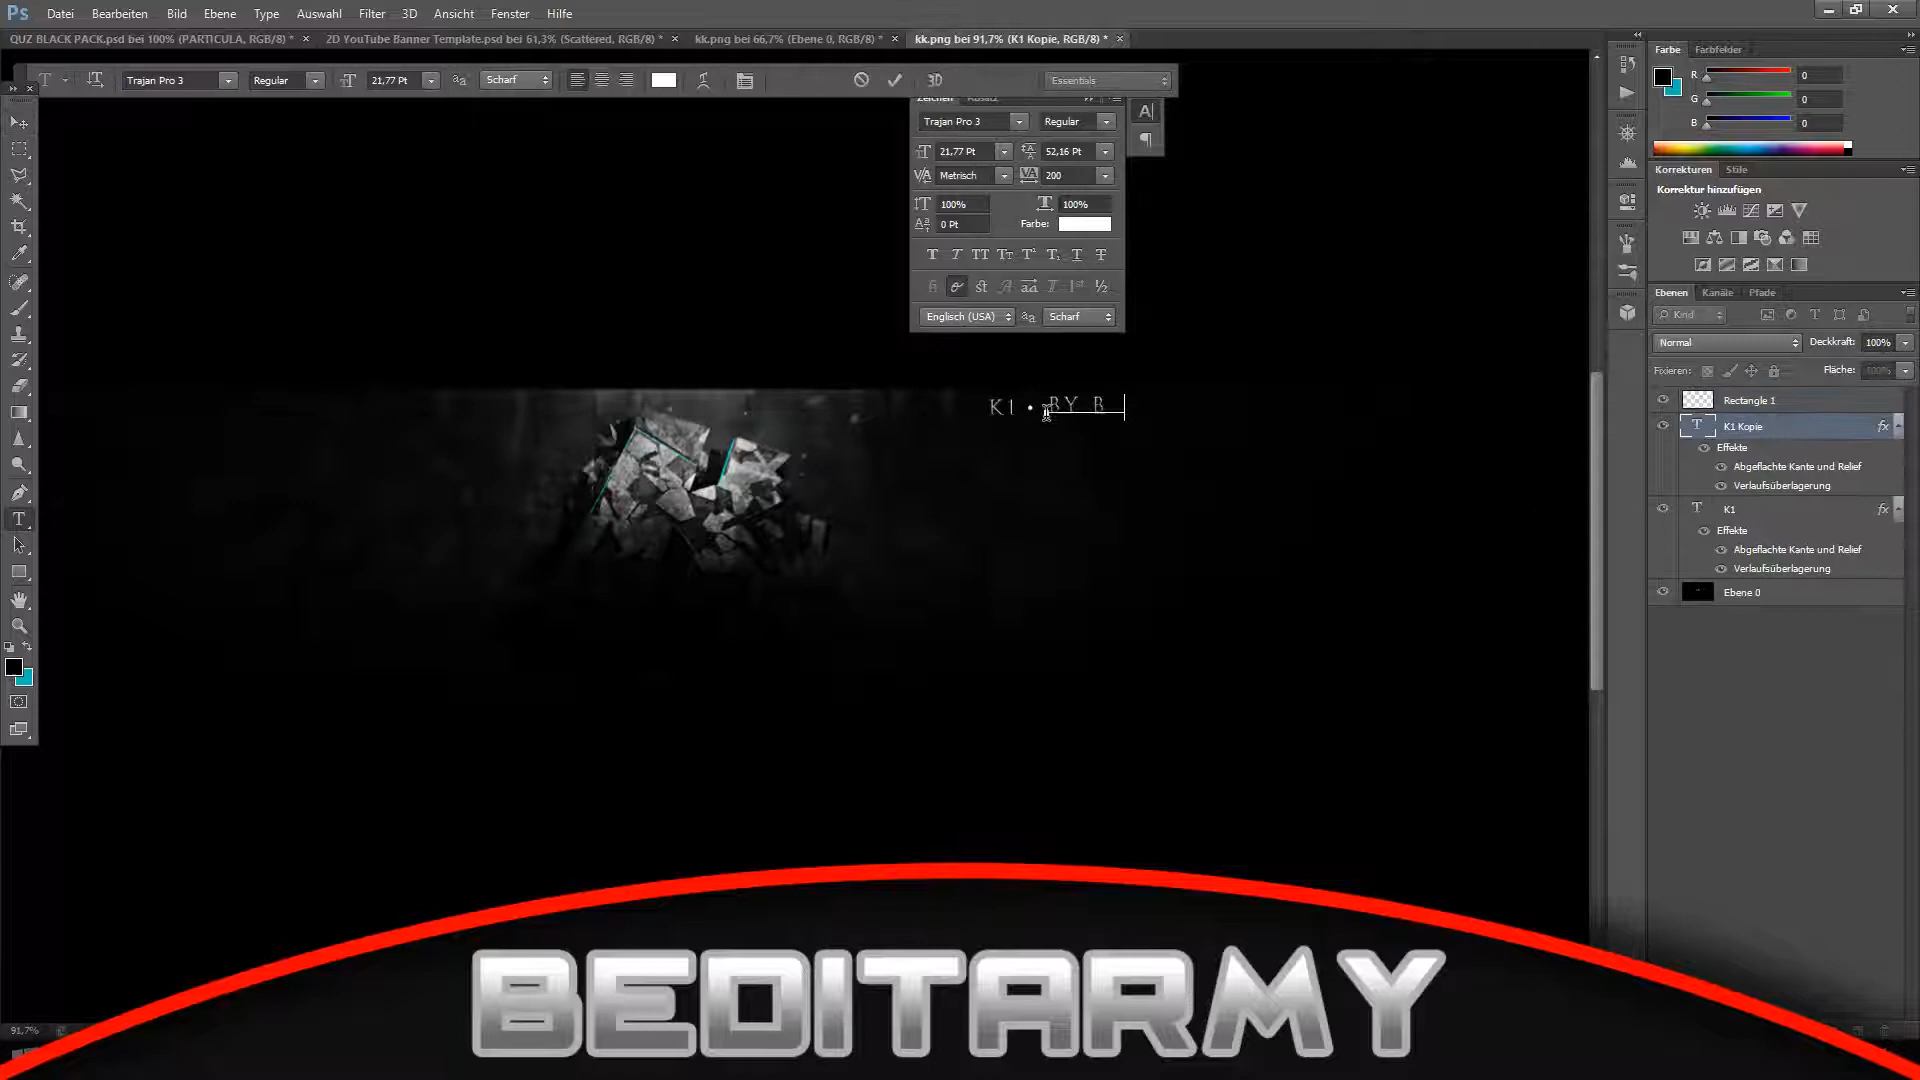 Ps Datei Bearbeiten Bild Ebene Type Auswahl Filter 3D Ansicht Fenster Hilfe
QUZ BLACK PACK.psd bei 100% (PARTICULA, RGB/8) * × 2D YouTube Banner Template.psd bei 61,3% (Scattered, RGB/8) * × kk.png bei 66,7% (Ebene 0, RGB/8) * × kk.png bei 91,7% (K1 Kopie, RGB/8) * ×
Trajan Pro 3 Regular 21,77 Pt Scharf 3D Essentials
Zeichen Absatz
Trajan Pro 3 Regular
21,77 Pt 52,16 Pt
Metrisch 200
100% 100%
0 Pt Farbe:
Englisch (USA) Scharf
K1 • BY B
Farbe Farbfelder
R 0
G 0
B 0
Korrekturen Stile
Korrektur hinzufügen
Ebenen Kanäle Pfade
Kind
Normal Deckkraft: 100%
Fixieren: Fläche: 100%
Rectangle 1
K1 Kopie fx
Effekte
Abgeflachte Kante und Relief
Verlaufsüberlagerung
K1 fx
Effekte
Abgeflachte Kante und Relief
Verlaufsüberlagerung
Ebene 0
91,7%
BEDITARMY